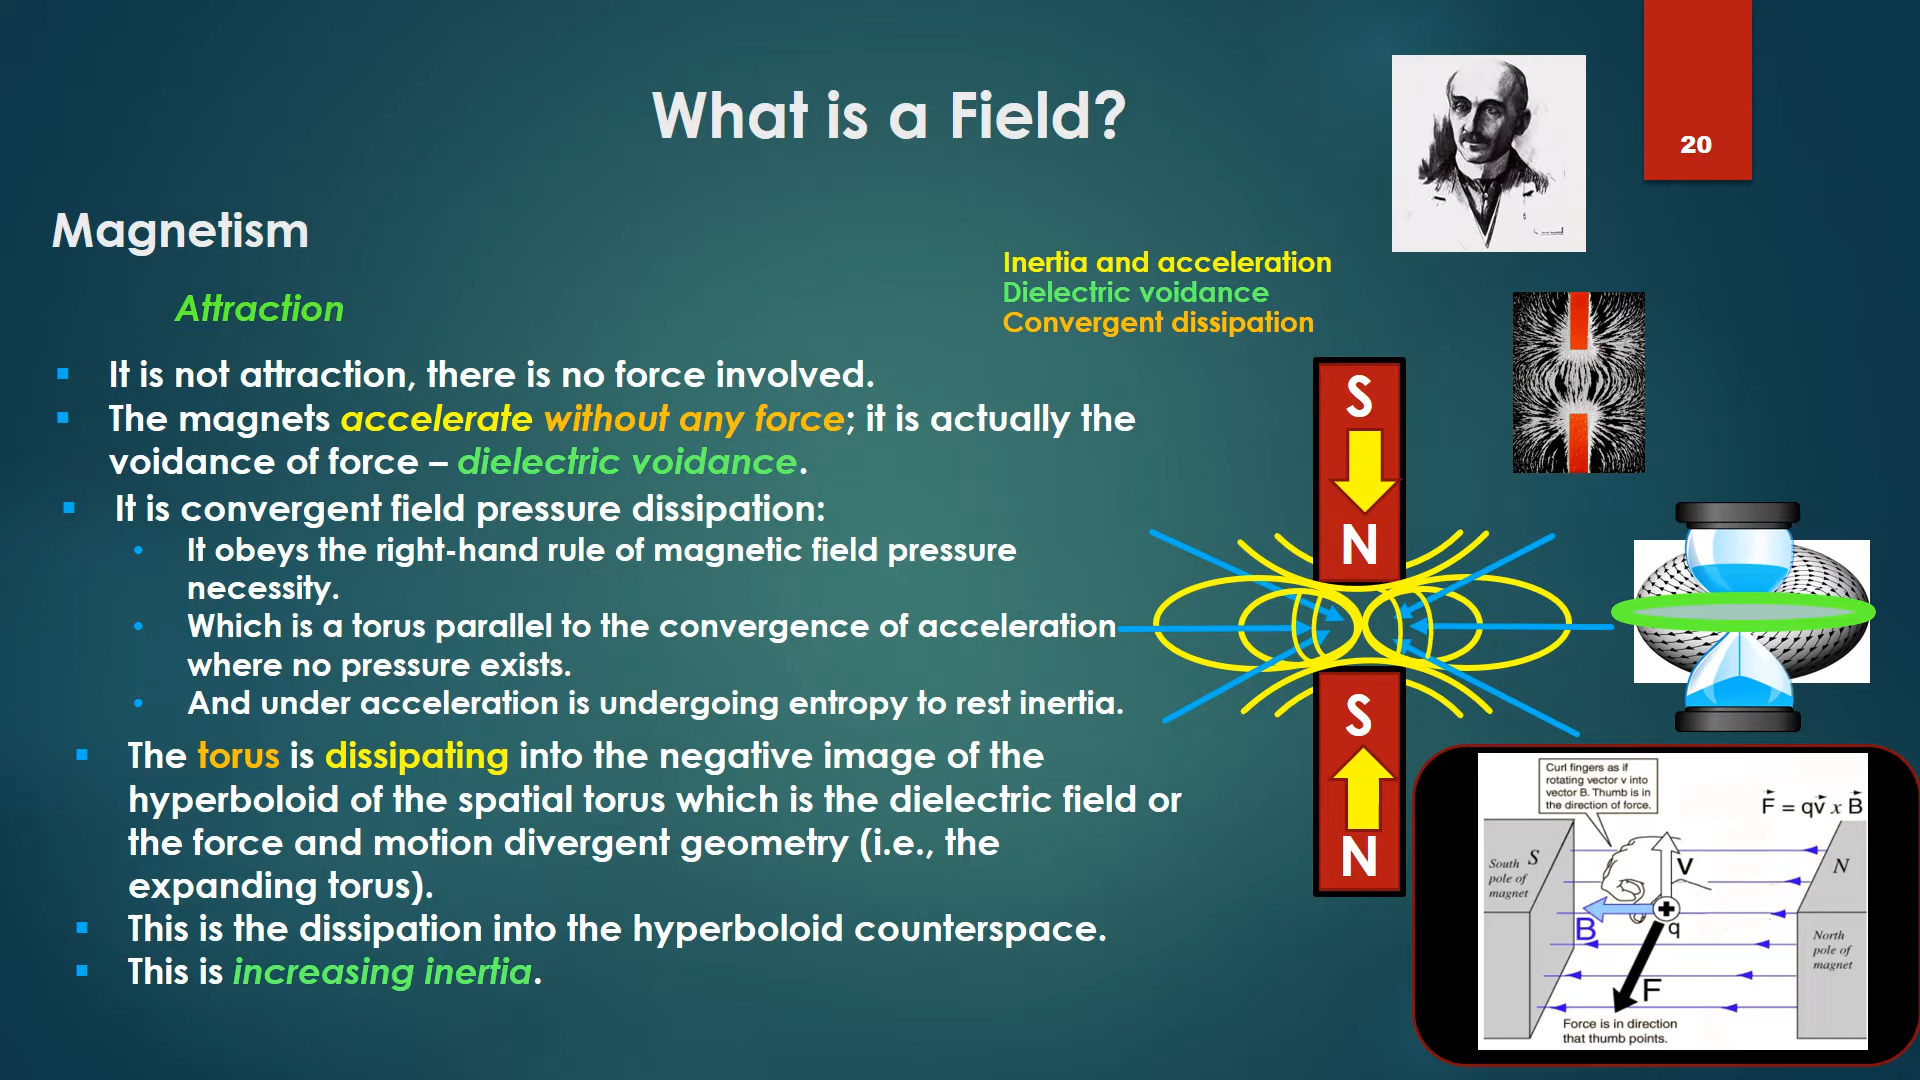 What is a Field?
20
Magnetism
Attraction
Inertia and acceleration
Dielectric voidance
Convergent dissipation
It is not attraction, there is no force involved.
The magnets accelerate without any force; it is actually the
voidance of force – dielectric voidance.
It is convergent field pressure dissipation:
It obeys the right-hand rule of magnetic field pressure
necessity.
Which is a torus parallel to the convergence of acceleration
where no pressure exists.
And under acceleration is undergoing entropy to rest inertia.
The torus is dissipating into the negative image of the
hyperboloid of the spatial torus which is the dielectric field or
the force and motion divergent geometry (i.e., the
expanding torus).
This is the dissipation into the hyperboloid counterspace.
This is increasing inertia.
S
N
S
N
Curl fingers as if
rotating vector v into
vector B. Thumb is in
the direction of force.
F = qv x B
South S
pole of
magnet
V
N
B
q
North
pole of
magnet
F
Force is in direction
that thumb points.